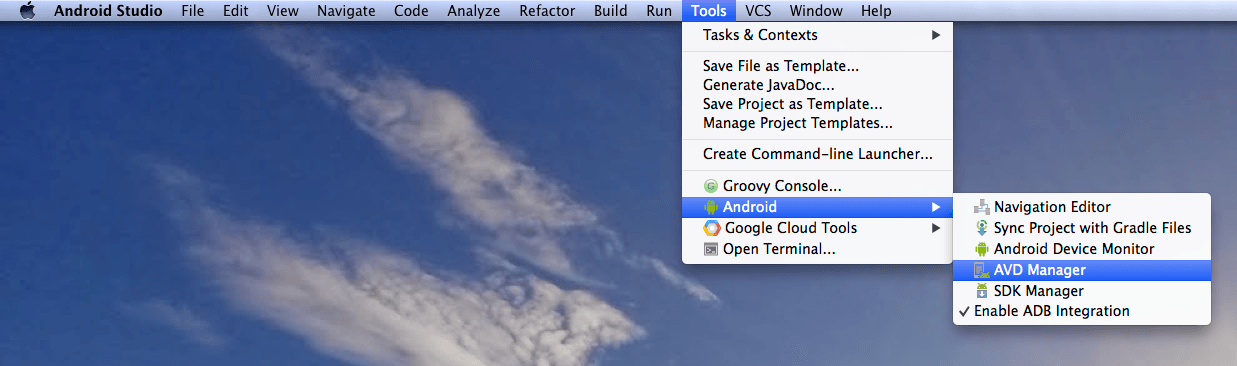 Android Studio File Edit View Navigate Code Analyze Refactor Build Run Tools VCS Window Help
Tasks & Contexts
Save File as Template...
Generate JavaDoc...
Save Project as Template...
Manage Project Templates...
Create Command-line Launcher...
G Groovy Console...
Android
Google Cloud Tools
Open Terminal...
Navigation Editor
Sync Project with Gradle Files
Android Device Monitor
AVD Manager
SDK Manager
✓ Enable ADB Integration